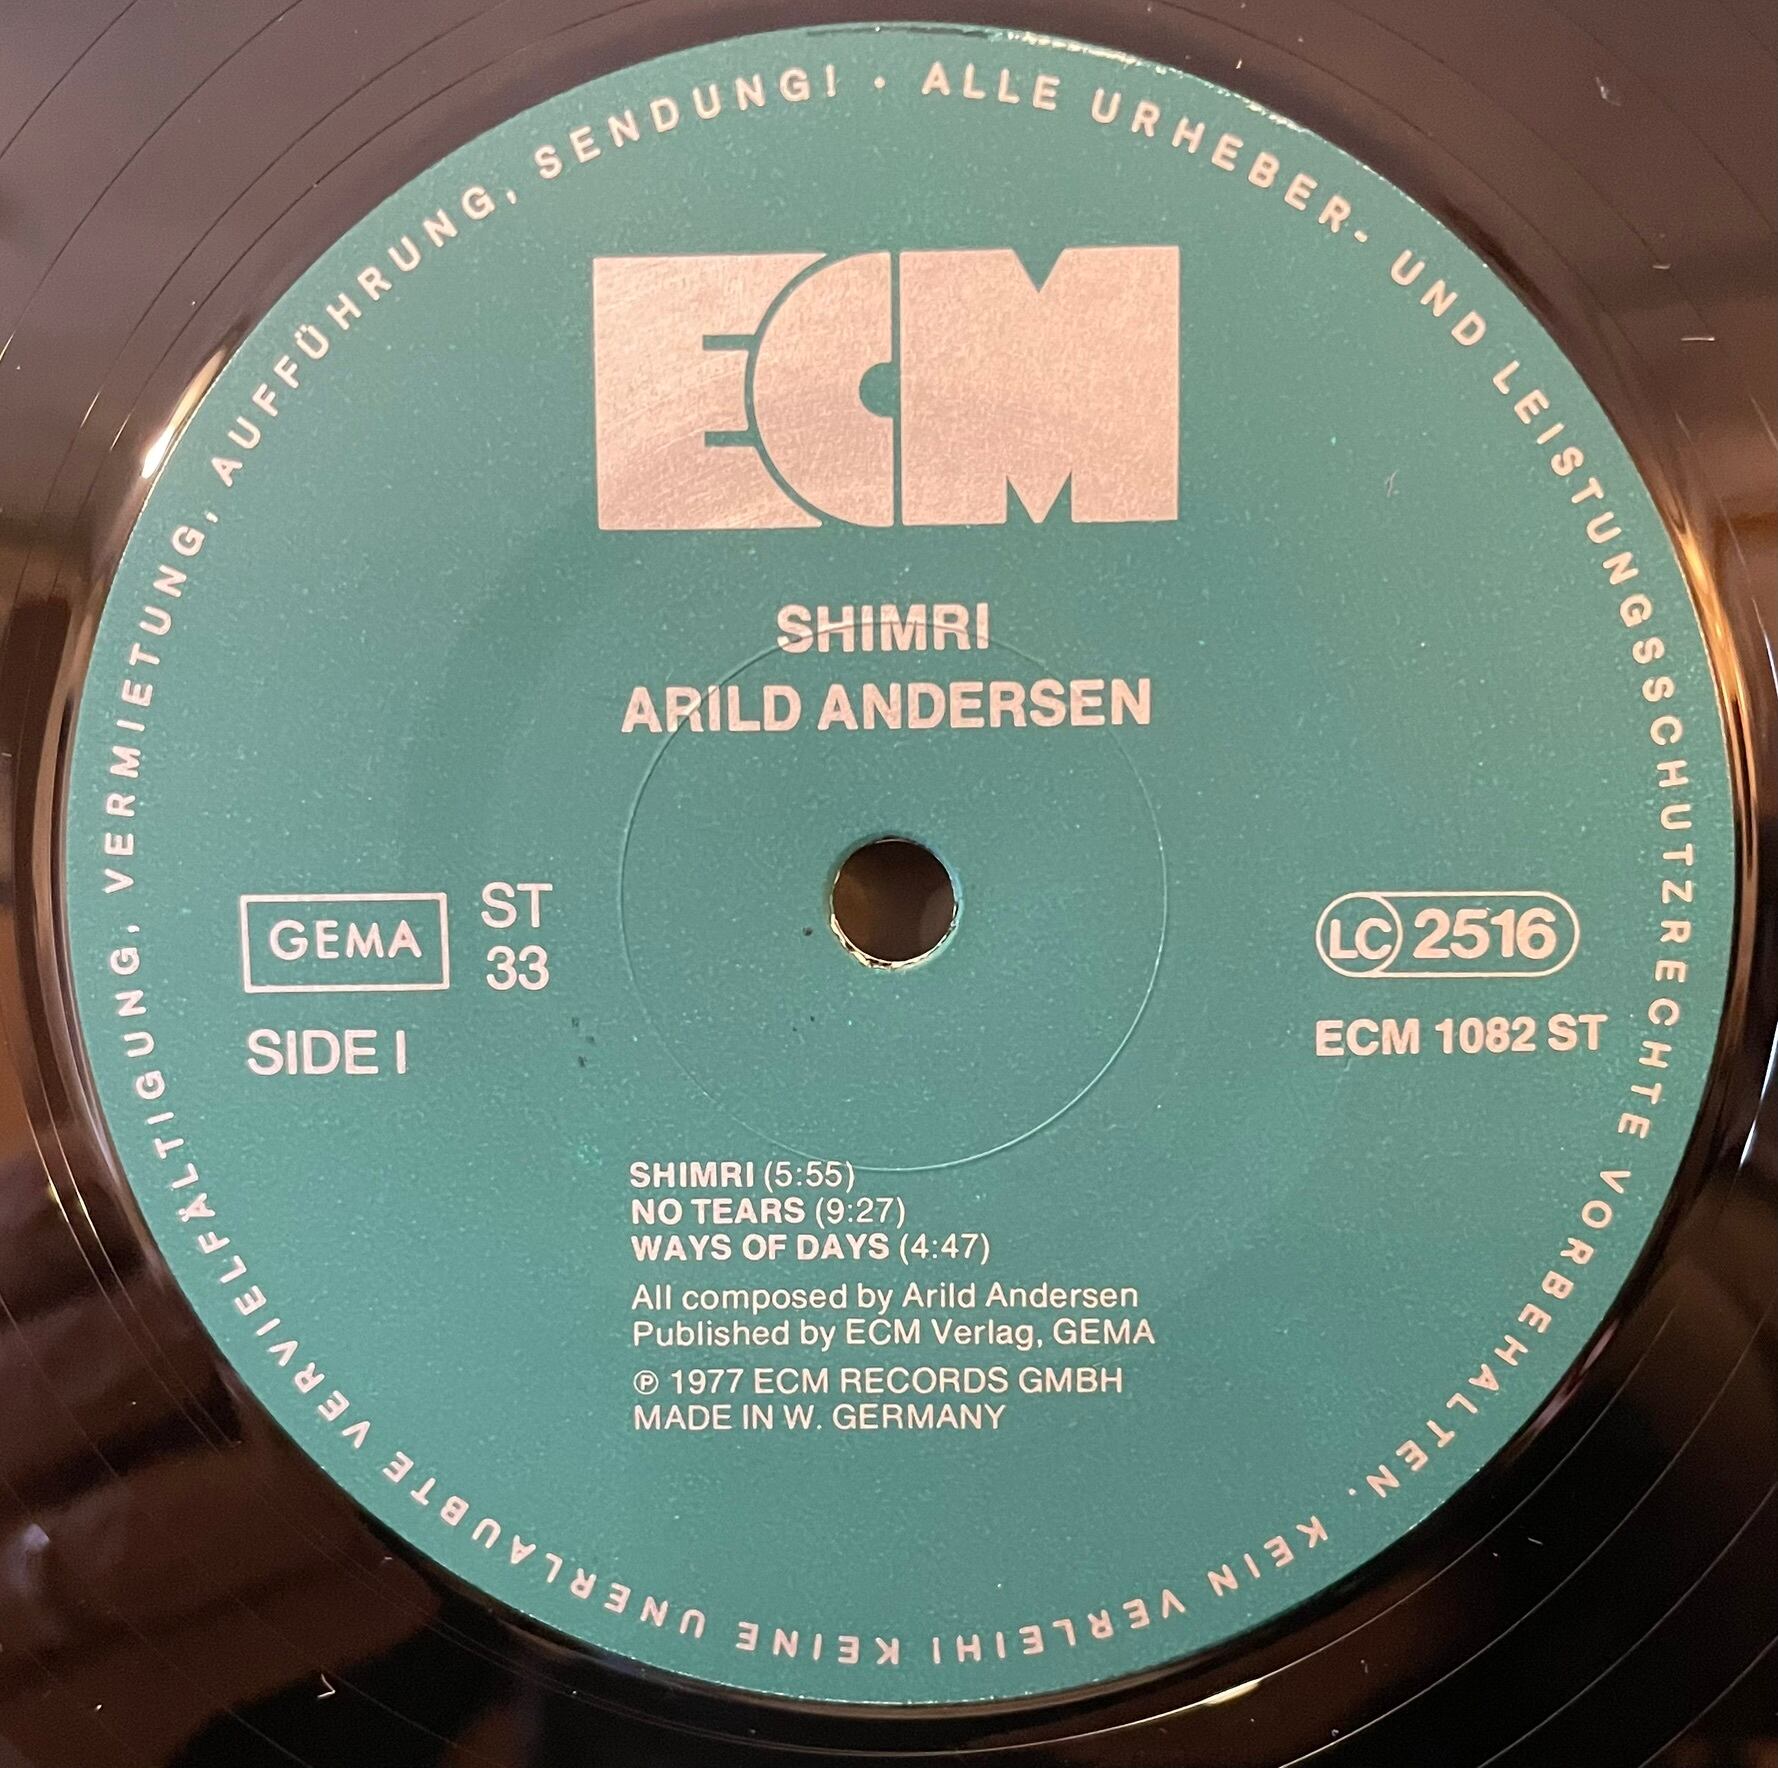 ALLE URHEBER- UND LEISTUNGSSCHUTZRECHTE VORBEHALTEN. KEIN VERLEIH! KEINE UNERLAUBTE VERVIELFÄLTIGUNG, VERMIETUNG, AUFFÜHRUNG, SENDUNG! •
ECM
SHIMRI
ARILD ANDERSEN
GEMA
ST
33
SIDE I
LC 2516
ECM 1082 ST
SHIMRI (5:55)
NO TEARS (9:27)
WAYS OF DAYS (4:47)
All composed by Arild Andersen
Published by ECM Verlag, GEMA
℗ 1977 ECM RECORDS GMBH
MADE IN W. GERMANY